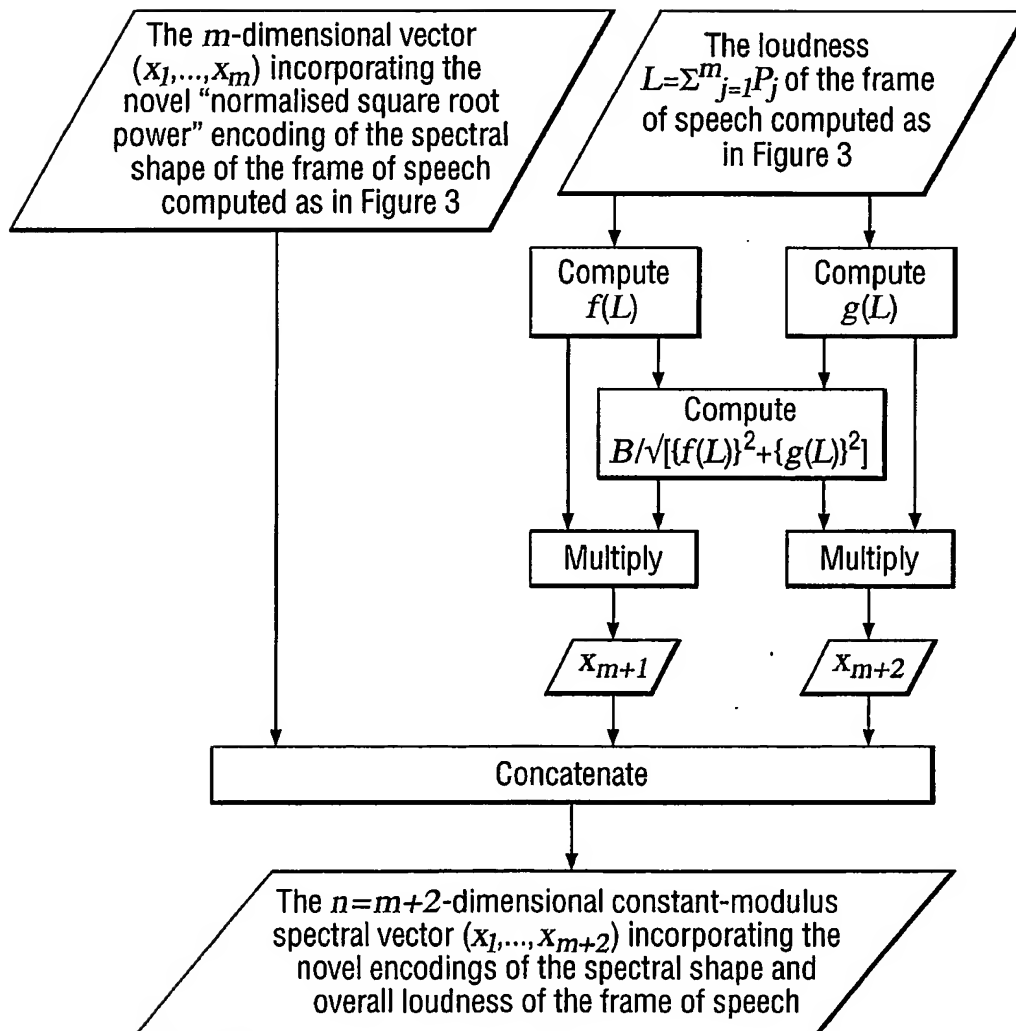 The m-dimensional vector
(x₁,...,xₘ) incorporating the
novel "normalised square root
power" encoding of the spectral
shape of the frame of speech
computed as in Figure 3
The loudness
L=Σᵐⱼ₌₁Pⱼ of the frame
of speech computed as
in Figure 3
Compute
f(L)
Compute
g(L)
Compute
B/√[{f(L)}²+{g(L)}²]
Multiply
Multiply
xₘ₊₁
xₘ₊₂
Concatenate
The n=m+2-dimensional constant-modulus
spectral vector (x₁,...,xₘ₊₂) incorporating the
novel encodings of the spectral shape and
overall loudness of the frame of speech